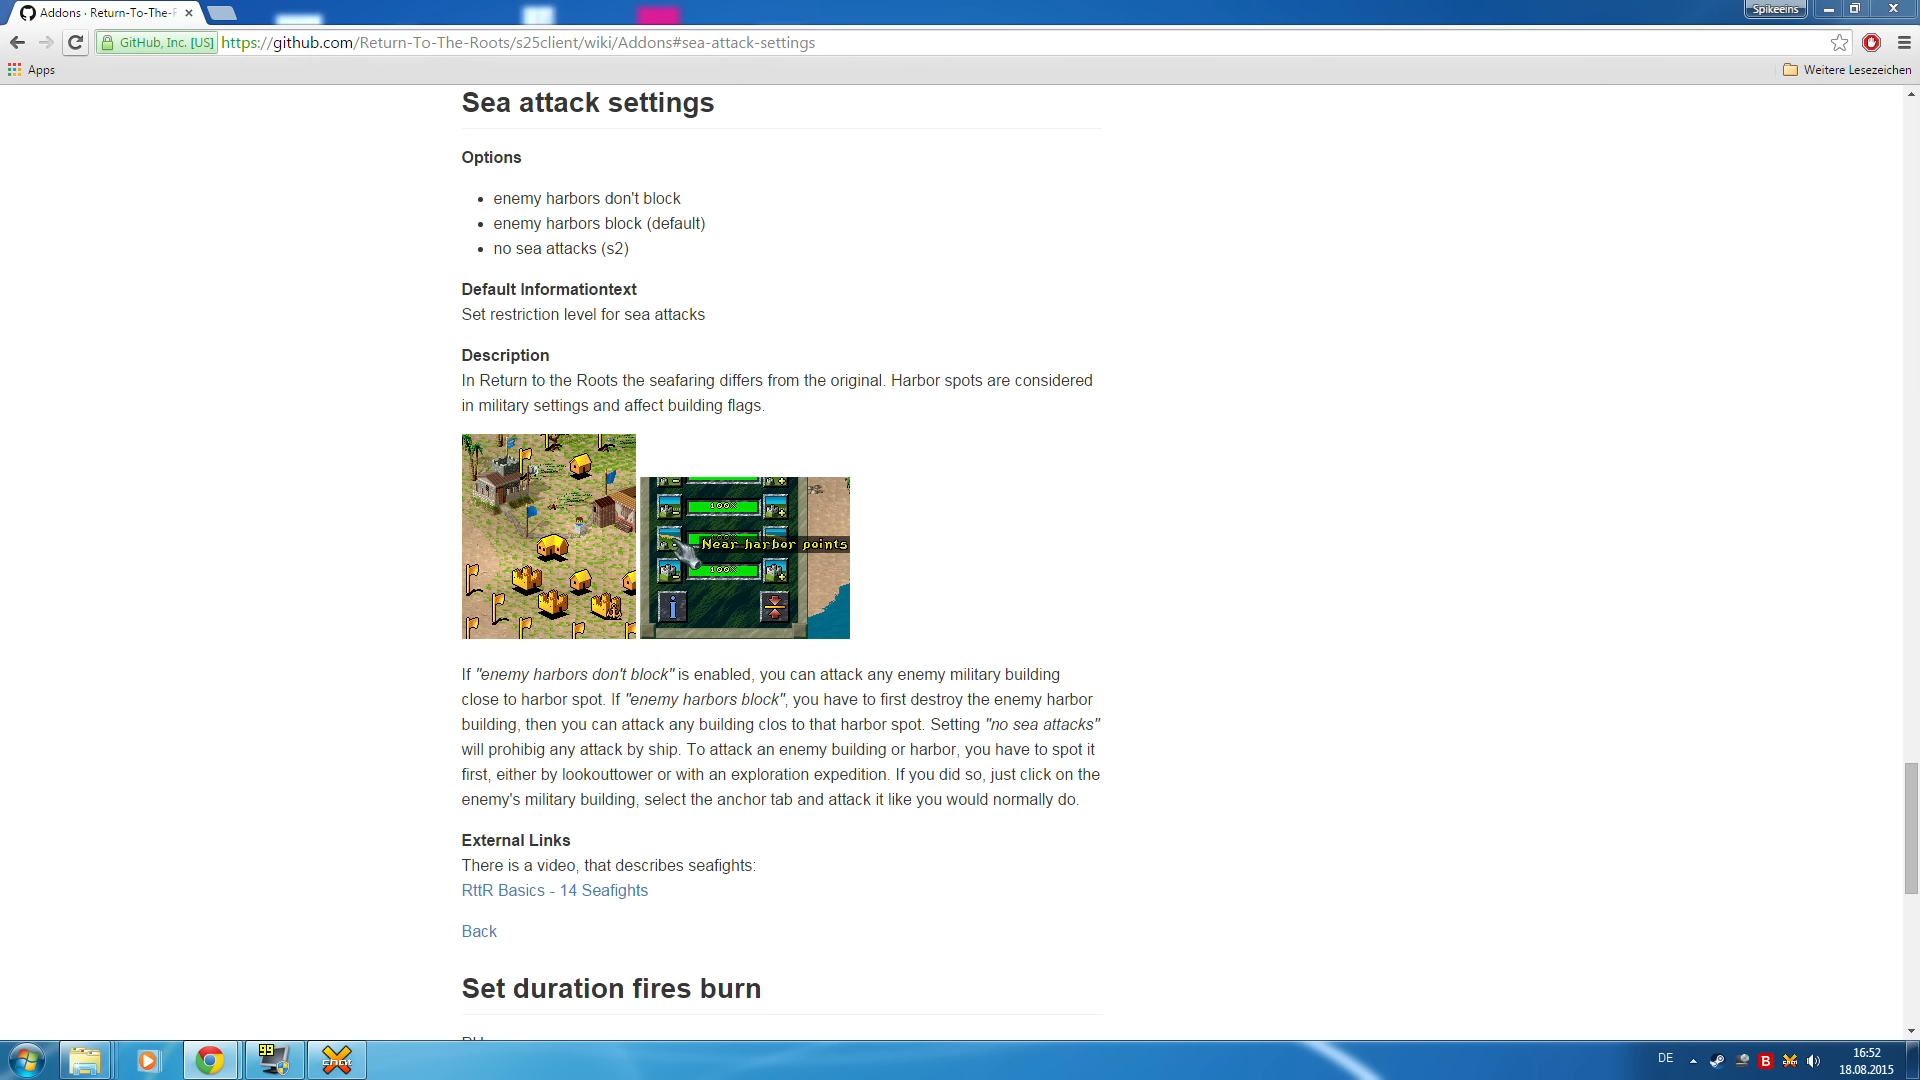 Addons · Return-To-The-R
Spikeeins
GitHub, Inc. [US]
https://github.com/Return-To-The-Roots/s25client/wiki/Addons#sea-attack-settings
Apps
Weitere Lesezeichen
Sea attack settings
Options
enemy harbors don't block
enemy harbors block (default)
no sea attacks (s2)
Default Informationtext
Set restriction level for sea attacks
Description
In Return to the Roots the seafaring differs from the original. Harbor spots are considered
in military settings and affect building flags.
100%
Near harbor points
100%
If "enemy harbors don't block" is enabled, you can attack any enemy military building
close to harbor spot. If "enemy harbors block", you have to first destroy the enemy harbor
building, then you can attack any building clos to that harbor spot. Setting "no sea attacks"
will prohibig any attack by ship. To attack an enemy building or harbor, you have to spot it
first, either by lookouttower or with an exploration expedition. If you did so, just click on the
enemy's military building, select the anchor tab and attack it like you would normally do.
External Links
There is a video, that describes seafights:
RttR Basics - 14 Seafights
Back
Set duration fires burn
99
DE
B
16:52
18.08.2015